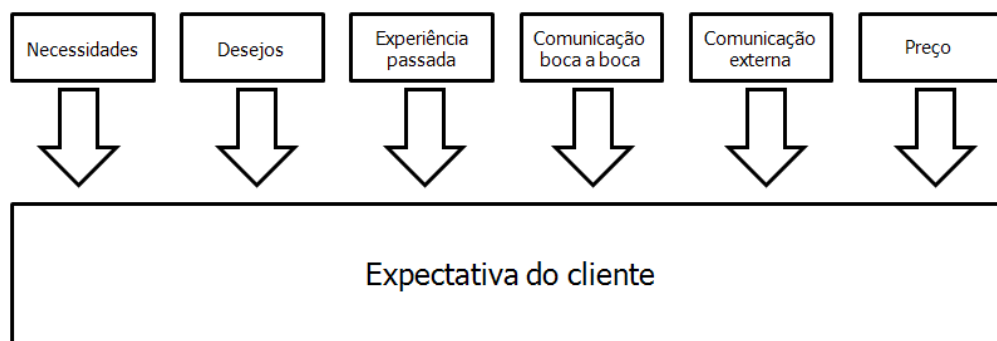 Necessidades
Desejos
Experiência
passada
Comunicação
boca a boca
Comunicação
externa
Preço
Expectativa do cliente